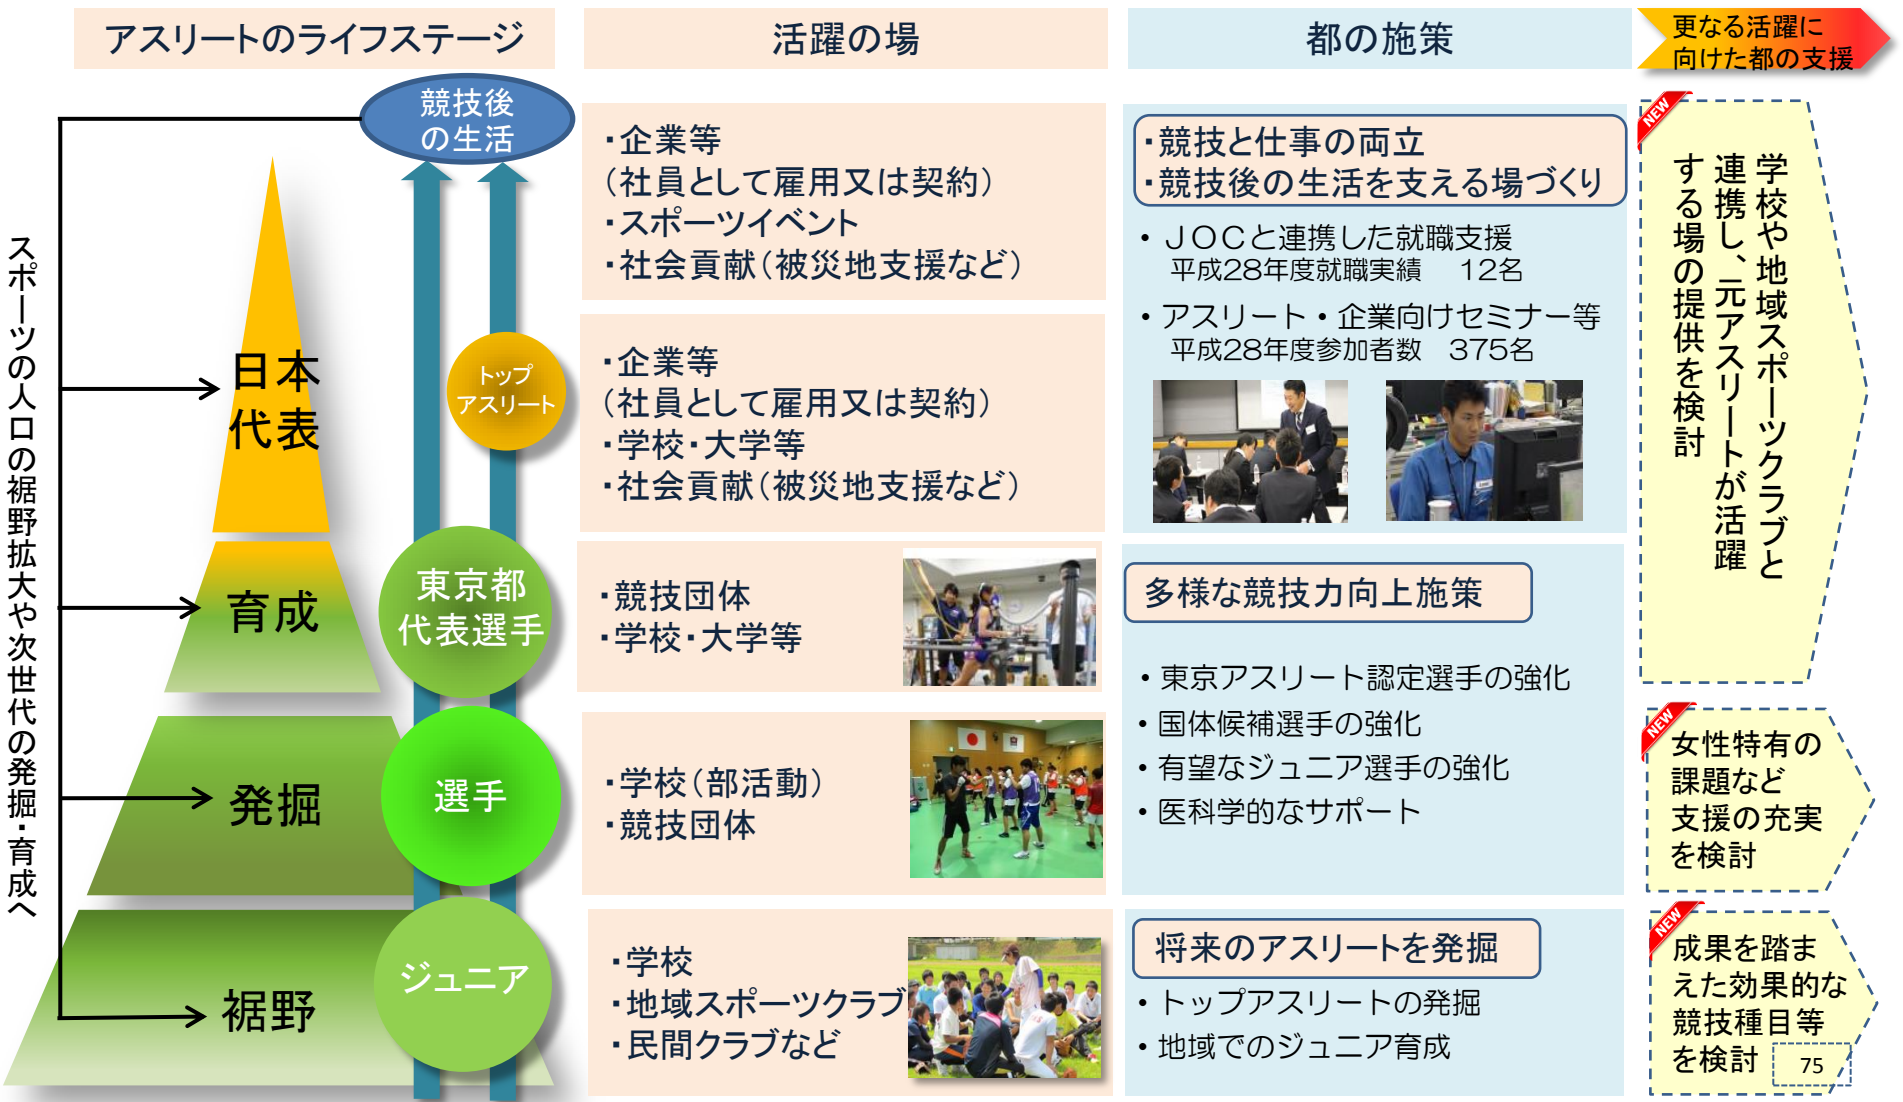 アスリートのライフステージ
活躍の場
都の施策
更なる活躍に
向けた都の支援
スポーツの人口の裾野拡大や次世代の発掘・育成へ
競技後
の生活
日本
代表
トップ
アスリート
育成
東京都
代表選手
発掘
選手
裾野
ジュニア
・企業等
（社員として雇用又は契約）
・スポーツイベント
・社会貢献（被災地支援など）
・企業等
（社員として雇用又は契約）
・学校・大学等
・社会貢献（被災地支援など）
・競技団体
・学校・大学等
・学校（部活動）
・競技団体
・学校
・地域スポーツクラブ
・民間クラブなど
・競技と仕事の両立
・競技後の生活を支える場づくり
・ＪＯＣと連携した就職支援
平成28年度就職実績　12名
・アスリート・企業向けセミナー等
平成28年度参加者数　375名
多様な競技力向上施策
・東京アスリート認定選手の強化
・国体候補選手の強化
・有望なジュニア選手の強化
・医科学的なサポート
将来のアスリートを発掘
・トップアスリートの発掘
・地域でのジュニア育成
NEW
学校や地域スポーツクラブと
連携し、元アスリートが活躍
する場の提供を検討
NEW
女性特有の
課題など
支援の充実
を検討
NEW
成果を踏ま
えた効果的な
競技種目等
を検討
75